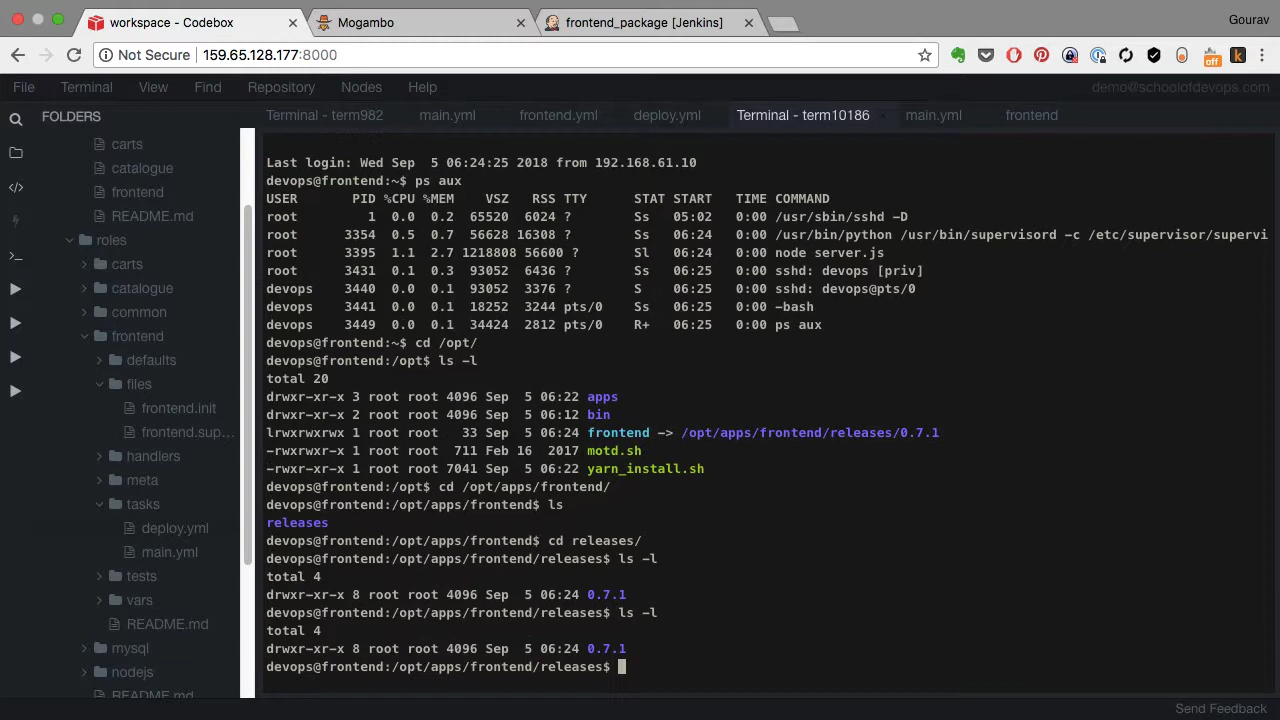 workspace - Codebox
Mogambo
frontend_package [Jenkins]
Gourav
Not Secure 159.65.128.177:8000
off
k
File Terminal View Find Repository Nodes Help demo@schoolofdevops.com
FOLDERS
carts
catalogue
frontend
README.md
roles
carts
catalogue
common
frontend
defaults
files
frontend.init
frontend.sup...
handlers
meta
tasks
deploy.yml
main.yml
tests
vars
README.md
mysql
nodejs
README.md
Terminal - term982 main.yml frontend.yml deploy.yml Terminal - term10186 main.yml frontend
Last login: Wed Sep  5 06:24:25 2018 from 192.168.61.10
devops@frontend:~$ ps aux
USER       PID %CPU %MEM    VSZ   RSS TTY      STAT START   TIME COMMAND
root         1  0.0  0.2  65520  6024 ?        Ss   05:02   0:00 /usr/sbin/sshd -D
root      3354  0.5  0.7  56628 16308 ?        Ss   06:24   0:00 /usr/bin/python /usr/bin/supervisord -c /etc/supervisor/supervi
root      3395  1.1  2.7 1218808 56600 ?       Sl   06:24   0:00 node server.js
root      3431  0.1  0.3  93052  6436 ?        Ss   06:25   0:00 sshd: devops [priv]
devops    3440  0.0  0.1  93052  3376 ?        S    06:25   0:00 sshd: devops@pts/0
devops    3441  0.0  0.1  18252  3244 pts/0    Ss   06:25   0:00 -bash
devops    3449  0.0  0.1  34424  2812 pts/0    R+   06:25   0:00 ps aux
devops@frontend:~$ cd /opt/
devops@frontend:/opt$ ls -l
total 20
drwxr-xr-x 3 root root 4096 Sep  5 06:22 apps
drwxr-xr-x 2 root root 4096 Sep  5 06:12 bin
lrwxrwxrwx 1 root root   33 Sep  5 06:24 frontend -> /opt/apps/frontend/releases/0.7.1
-rwxrwxr-x 1 root root  711 Feb 16  2017 motd.sh
-rwxr-xr-x 1 root root 7041 Sep  5 06:22 yarn_install.sh
devops@frontend:/opt$ cd /opt/apps/frontend/
devops@frontend:/opt/apps/frontend$ ls
releases
devops@frontend:/opt/apps/frontend$ cd releases/
devops@frontend:/opt/apps/frontend/releases$ ls -l
total 4
drwxr-xr-x 8 root root 4096 Sep  5 06:24 0.7.1
devops@frontend:/opt/apps/frontend/releases$ ls -l
total 4
drwxr-xr-x 8 root root 4096 Sep  5 06:24 0.7.1
devops@frontend:/opt/apps/frontend/releases$
Send Feedback